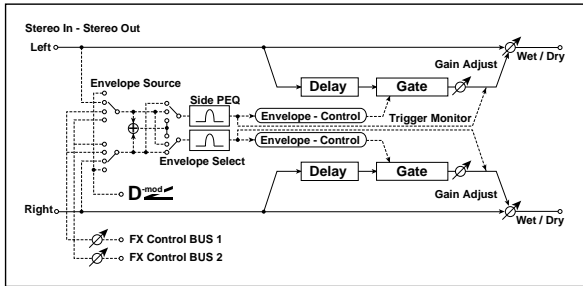 Stereo In - Stereo Out
Left
Wet / Dry
Gain Adjust
Envelope Source
Delay
Gate
Side PEQ
Envelope - Control
Trigger Monitor
Envelope - Control
Envelope Select
D-mod
Delay
Gate
Gain Adjust
Right
Wet / Dry
FX Control BUS 1
FX Control BUS 2